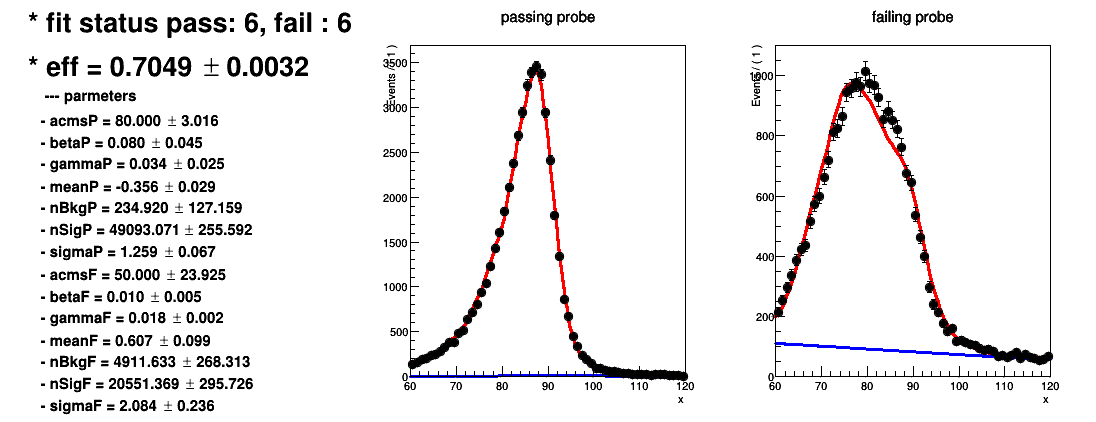 * fit status pass: 6, fail : 6
* eff = 0.7049 ± 0.0032
--- parmeters
- acmsP = 80.000 ± 3.016
- betaP = 0.080 ± 0.045
- gammaP = 0.034 ± 0.025
- meanP = -0.356 ± 0.029
- nBkgP = 234.920 ± 127.159
- nSigP = 49093.071 ± 255.592
- sigmaP = 1.259 ± 0.067
- acmsF = 50.000 ± 23.925
- betaF = 0.010 ± 0.005
- gammaF = 0.018 ± 0.002
- meanF = 0.607 ± 0.099
- nBkgF = 4911.633 ± 268.313
- nSigF = 20551.369 ± 295.726
- sigmaF = 2.084 ± 0.236
passing probe
Events / ( 1 )
3500
3000
2500
2000
1500
1000
500
0
60 70 80 90 100 110 120
x
failing probe
Events / ( 1 )
1000
800
600
400
200
0
60 70 80 90 100 110 120
x